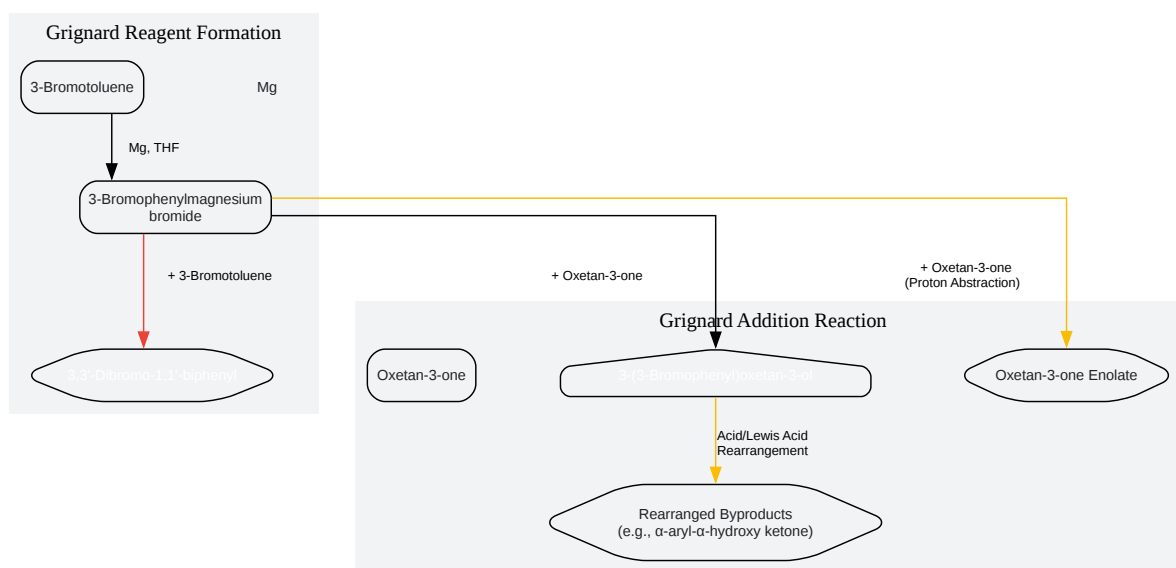 Grignard Reagent Formation
3-Bromotoluene
Mg
Mg, THF
3-Bromophenylmagnesium
bromide
+ 3-Bromotoluene
+ Oxetan-3-one
+ Oxetan-3-one
(Proton Abstraction)
Grignard Addition Reaction
3,3'-Dibromo-1,1'-biphenyl
Oxetan-3-one
3-(3-Bromophenyl)oxetan-3-ol
Oxetan-3-one Enolate
Acid/Lewis Acid
Rearrangement
Rearranged Byproducts
(e.g., α-aryl-α-hydroxy ketone)